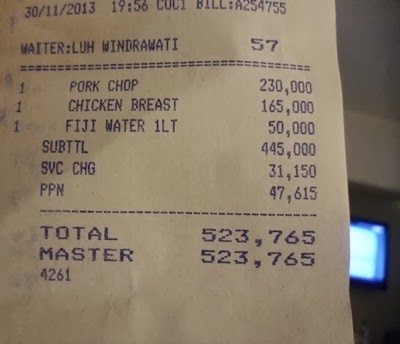 30/11/2013 19:56 COC1 BILL:A254755
WAITER:LUH WINDRAWATI 57
==========================================
1 PORK CHOP 230,000
1 CHICKEN BREAST 165,000
1 FIJI WATER 1LT 50,000
SUBTTL 445,000
SVC CHG 31,150
PPN 47,615
------------------------------------------
TOTAL 523,765
MASTER 523,765
4261